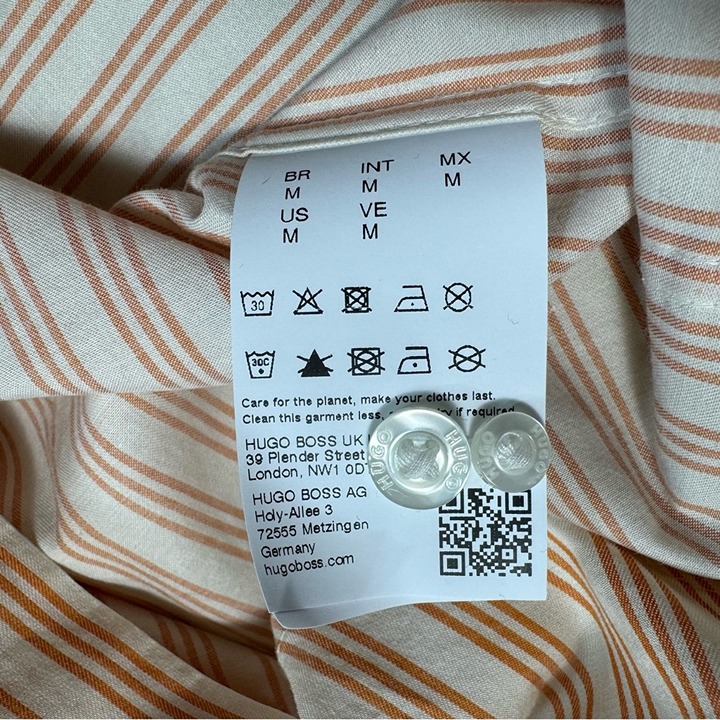 BR INT MX
M M M
US VE
M M
30
30C
Care for the planet, make your clothes last.
Clean this garment less, if required
HUGO BOSS UK
39 Plender Street
London, NW1
HUGO BOSS AG
Holy-Allee 3
72555 Metzingen
Germany
hugoboss.com
HUGO HUGO
HUGO HUGO